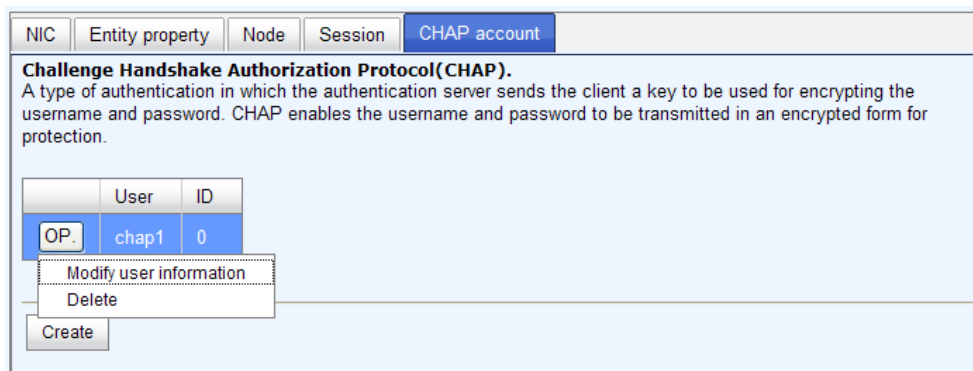 NIC Entity property Node Session CHAP account
Challenge Handshake Authorization Protocol(CHAP).
A type of authentication in which the authentication server sends the client a key to be used for encrypting the
username and password. CHAP enables the username and password to be transmitted in an encrypted form for
protection.
User ID
OP. chap1 0
Modify user information
Delete
Create